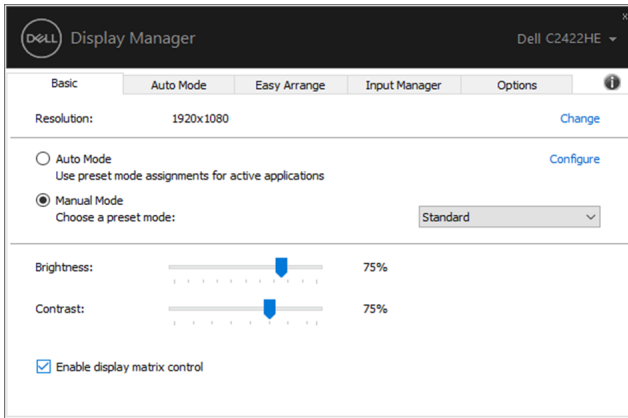 DELL Display Manager
Dell C2422HE
x
Basic Auto Mode Easy Arrange Input Manager Options i
Resolution: 1920x1080 Change
Auto Mode Configure
Use preset mode assignments for active applications
Manual Mode
Choose a preset mode: Standard
Brightness: 75%
Contrast: 75%
Enable display matrix control